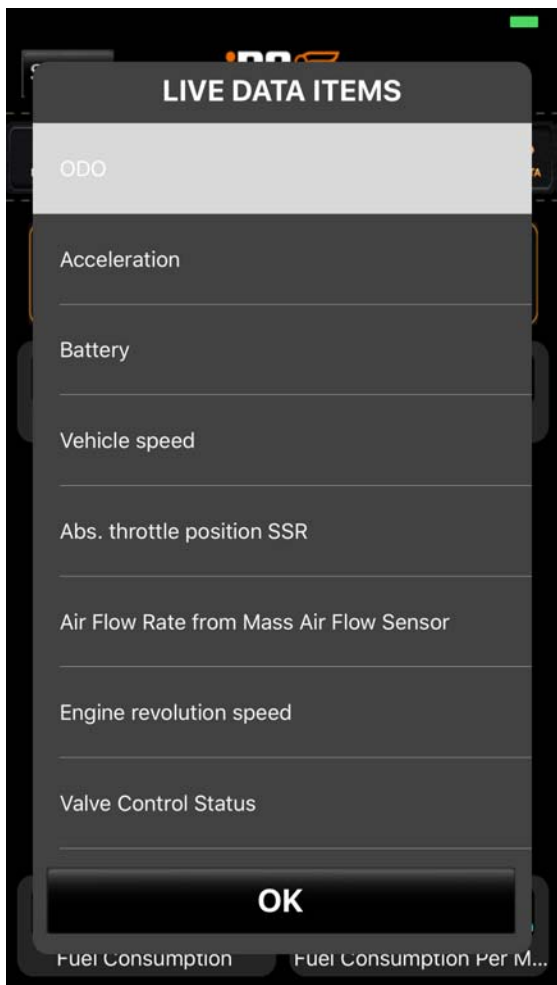 LIVE DATA ITEMS
ODO
Acceleration
Battery
Vehicle speed
Abs. throttle position SSR
Air Flow Rate from Mass Air Flow Sensor
Engine revolution speed
Valve Control Status
OK
Fuel Consumption
Fuel Consumption Per M...